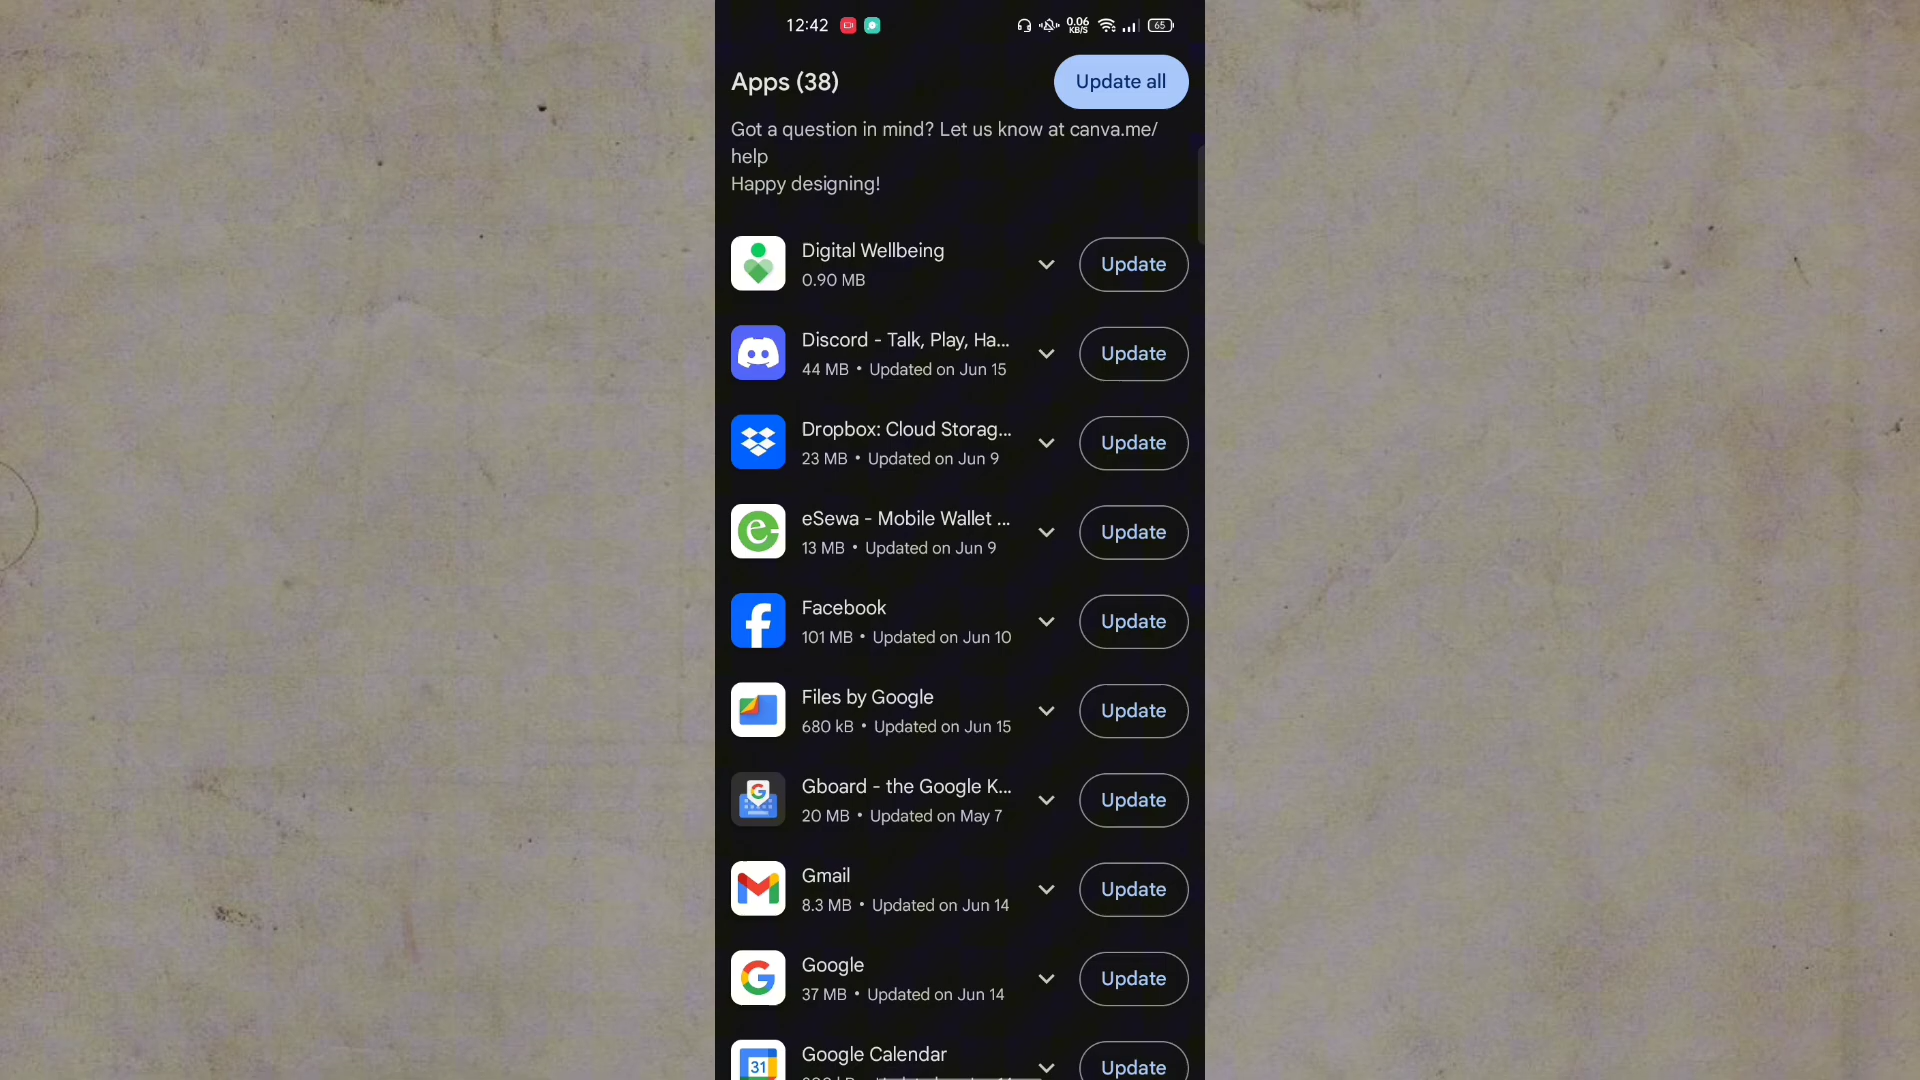 12:42
0.06
KB/S
65
Apps (38)
Update all
Got a question in mind? Let us know at canva.me/
help
Happy designing!
Digital Wellbeing
0.90 MB
Update
Discord - Talk, Play, Ha...
44 MB • Updated on Jun 15
Update
Dropbox: Cloud Storag...
23 MB • Updated on Jun 9
Update
eSewa - Mobile Wallet ...
13 MB • Updated on Jun 9
Update
Facebook
101 MB • Updated on Jun 10
Update
Files by Google
680 kB • Updated on Jun 15
Update
Gboard - the Google K...
20 MB • Updated on May 7
Update
Gmail
8.3 MB • Updated on Jun 14
Update
Google
37 MB • Updated on Jun 14
Update
31
Google Calendar
Update